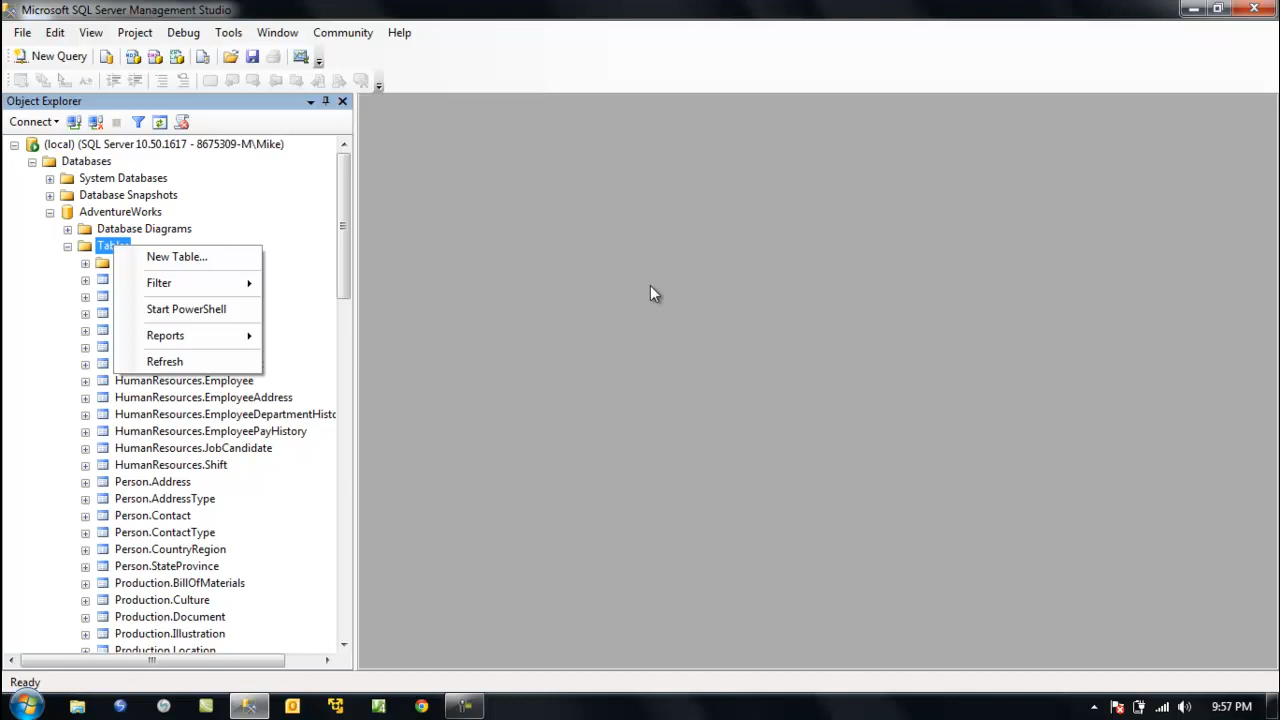 Microsoft SQL Server Management Studio
File Edit View Project Debug Tools Window Community Help
New Query
Object Explorer
Connect
(local) (SQL Server 10.50.1617 - 8675309-M\Mike)
Databases
System Databases
Database Snapshots
AdventureWorks
Database Diagrams
New Table...
Filter
Start PowerShell
Reports
Refresh
HumanResources.Employee
HumanResources.EmployeeAddress
HumanResources.EmployeeDepartmentHisto
HumanResources.EmployeePayHistory
HumanResources.JobCandidate
HumanResources.Shift
Person.Address
Person.AddressType
Person.Contact
Person.ContactType
Person.CountryRegion
Person.StateProvince
Production.BillOfMaterials
Production.Culture
Production.Document
Production.Illustration
Production.Location
Ready
9:57 PM